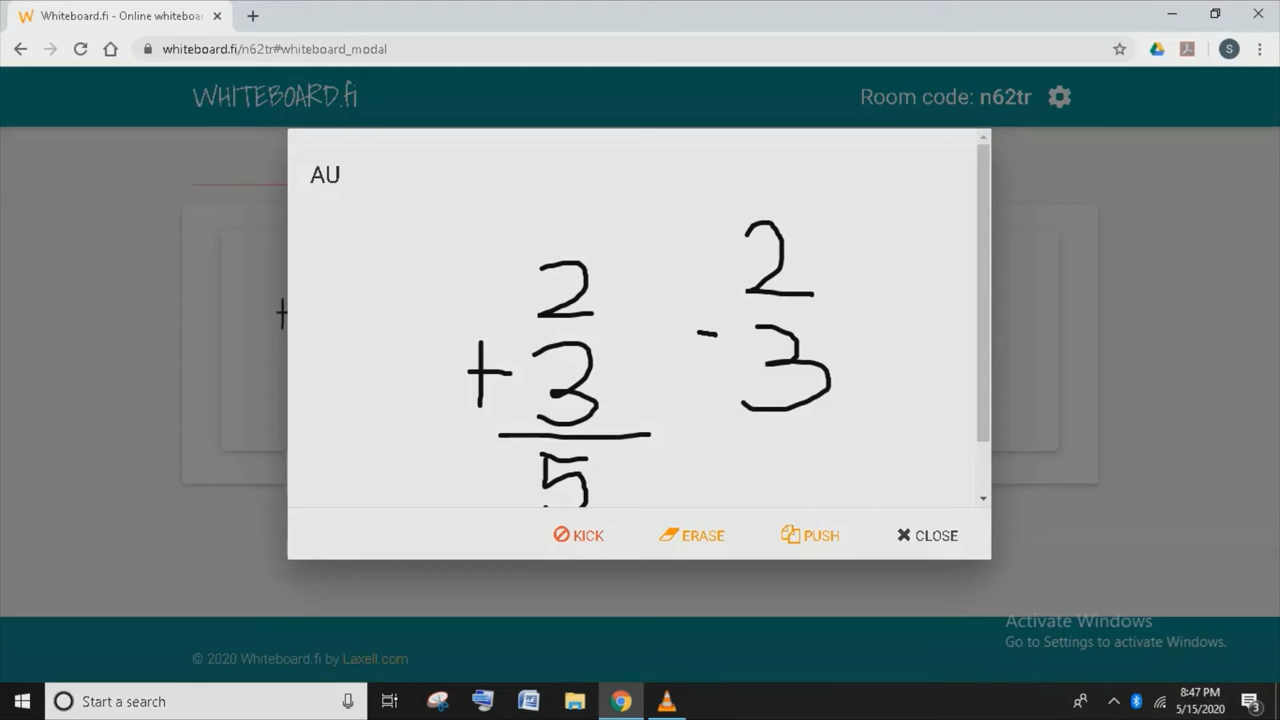 Whiteboard.fi - Online whiteboa
whiteboard.fi/n62tr#whiteboard_modal
S
WHITEBOARD.fi
Room code: n62tr
AU
2
+ 3
5
2
- 3
KICK ERASE PUSH CLOSE
Activate Windows
Go to Settings to activate Windows.
© 2020 Whiteboard.fi by Laxell.com
Start a search
8:47 PM
5/15/2020
3